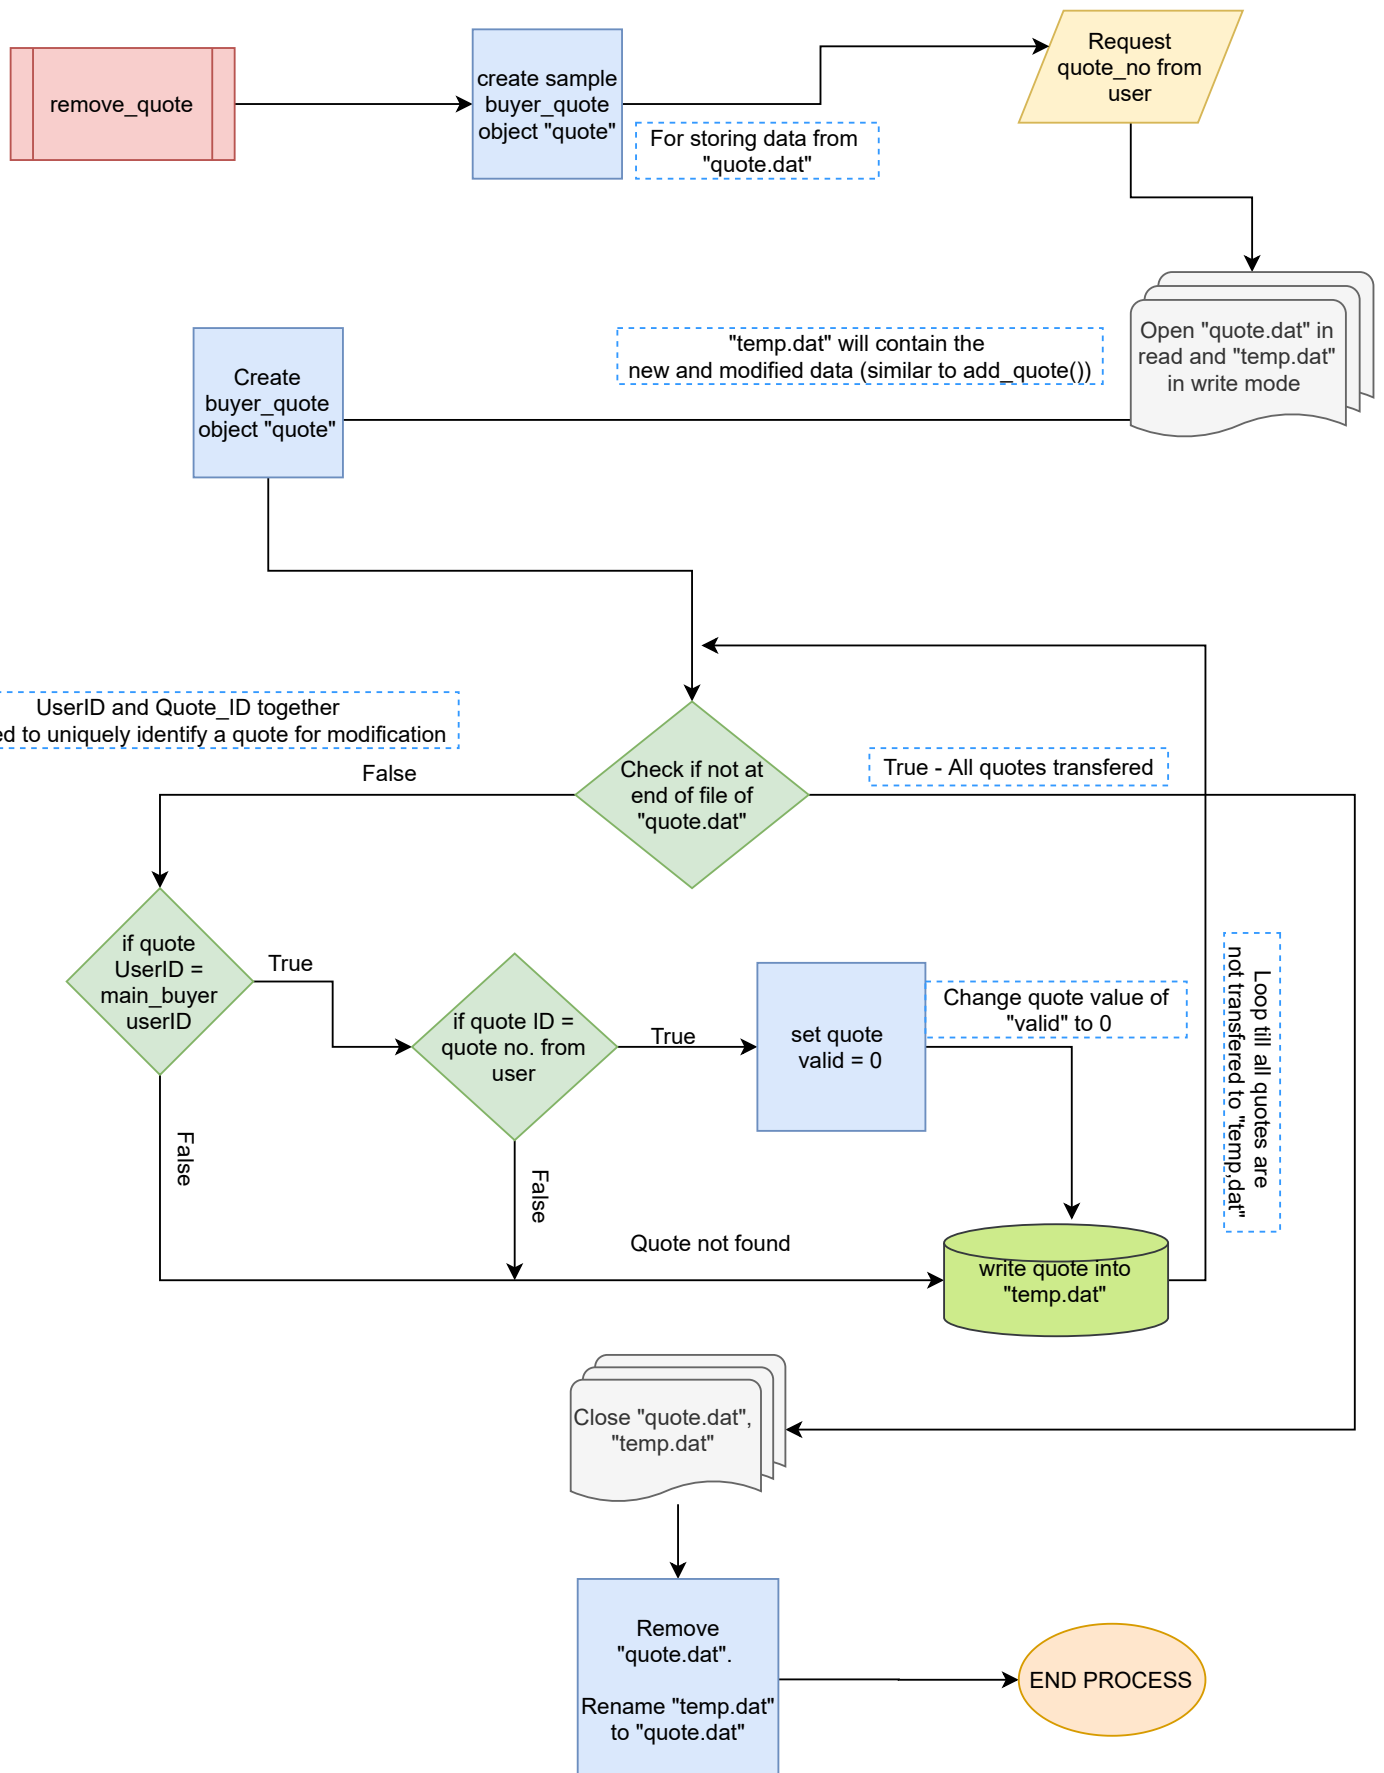 remove_quote
create sample
buyer_quote
object "quote"
For storing data from
"quote.dat"
Request
quote_no from
user
Open "quote.dat" in
read and "temp.dat"
in write mode
"temp.dat" will contain the
new and modified data (similar to add_quote())
Create
buyer_quote
object "quote"
UserID and Quote_ID together
to uniquely identify a quote for modification
False
Check if not at
end of file of
"quote.dat"
True - All quotes transfered
if quote
UserID =
main_buyer
userID
True
if quote ID =
quote no. from
user
True
set quote
valid = 0
Change quote value of
"valid" to 0
Loop till all quotes are
not transfered to "temp,dat"
False
False
Quote not found
write quote into
"temp.dat"
Close "quote.dat",
"temp.dat"
Remove
"quote.dat".
Rename "temp.dat"
to "quote.dat"
END PROCESS